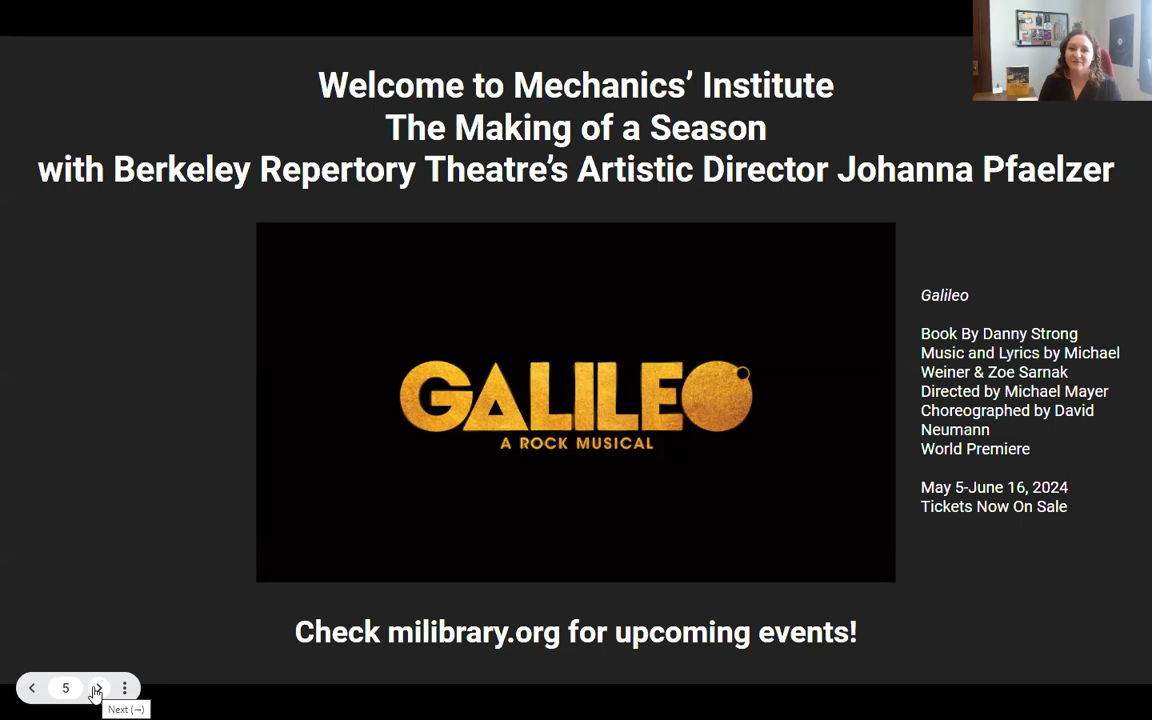 Welcome to Mechanics’ Institute
The Making of a Season
with Berkeley Repertory Theatre’s Artistic Director Johanna Pfaelzer
GALILEO
A ROCK MUSICAL
Galileo
Book By Danny Strong
Music and Lyrics by Michael
Weiner & Zoe Sarnak
Directed by Michael Mayer
Choreographed by David
Neumann
World Premiere
May 5-June 16, 2024
Tickets Now On Sale
Check milibrary.org for upcoming events!
5
Next (→)